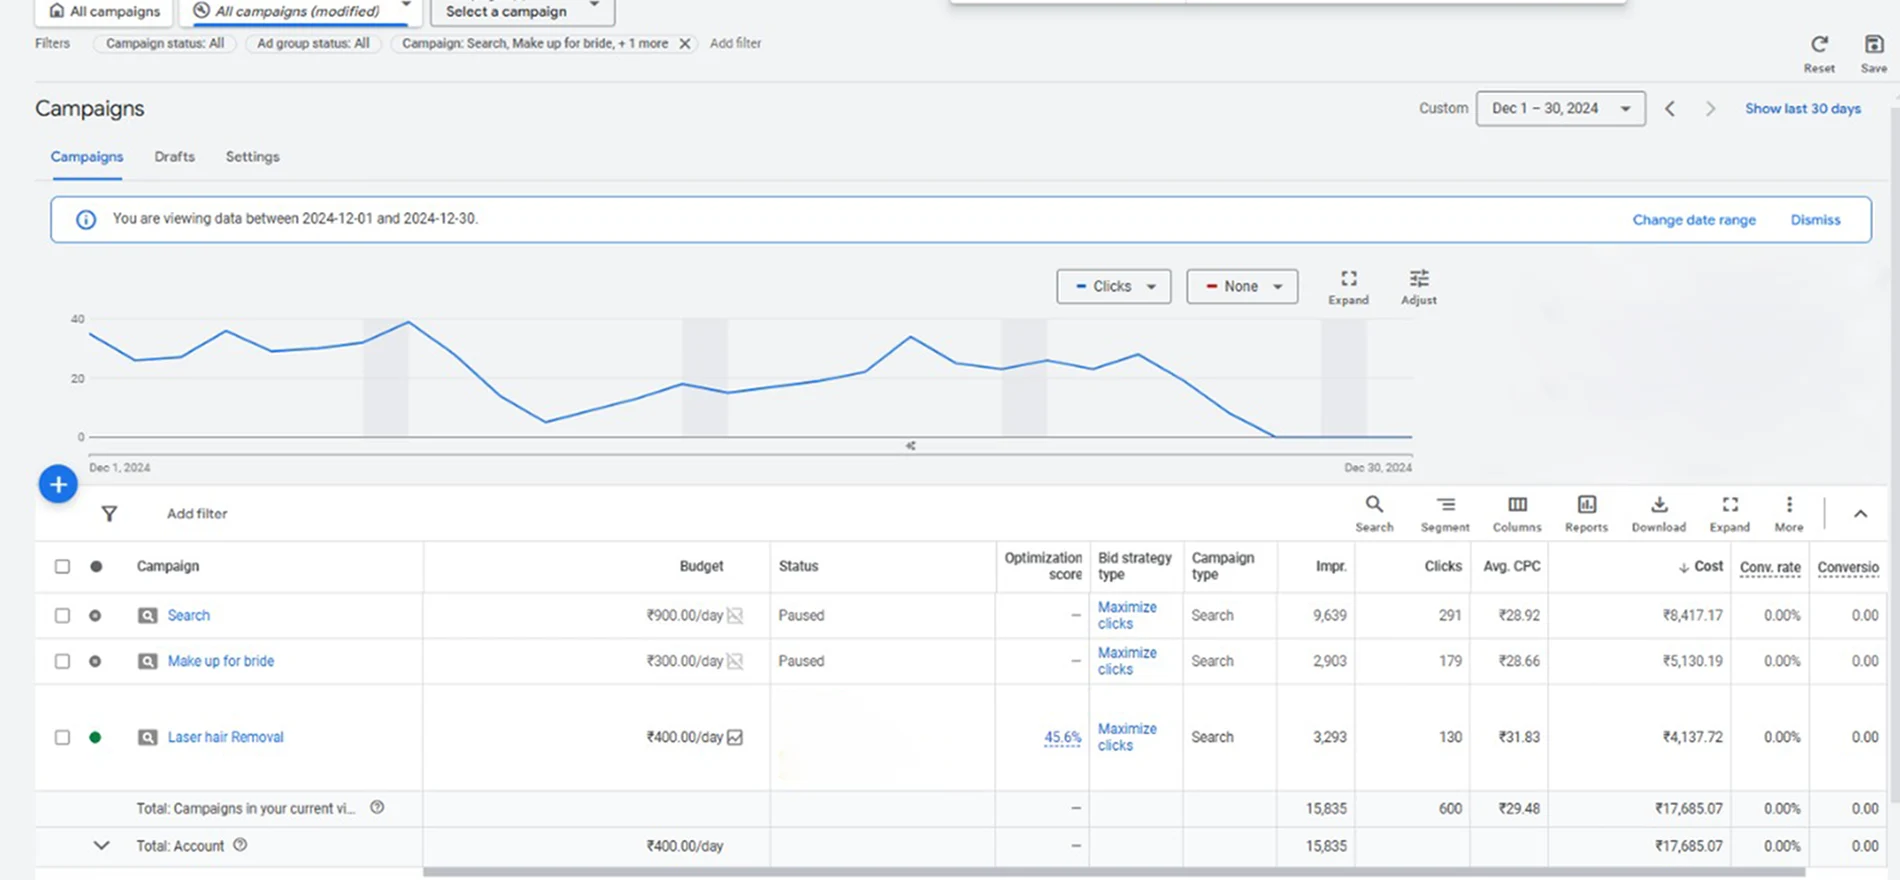 All campaigns
All campaigns (modified)
Select a campaign
Filters
Campaign status: All
Ad group status: All
Campaign: Search, Make up for bride, + 1 more
Add filter
Reset
Save
Campaigns
Custom
Dec 1 – 30, 2024
Show last 30 days
Campaigns
Drafts
Settings
You are viewing data between 2024-12-01 and 2024-12-30.
Change date range
Dismiss
Clicks
None
Expand
Adjust
40
20
0
Dec 1, 2024
Dec 30, 2024
Add filter
Search
Segment
Columns
Reports
Download
Expand
More
Campaign Budget Status Optimization score Bid strategy type Campaign type Impr. Clicks Avg. CPC Cost Conv. rate Conversio
Search ₹900.00/day Paused – Maximize clicks Search 9,639 291 ₹28.92 ₹8,417.17 0.00% 0.00
Make up for bride ₹300.00/day Paused – Maximize clicks Search 2,903 179 ₹28.66 ₹5,130.19 0.00% 0.00
Laser hair Removal ₹400.00/day 45.6% Maximize clicks Search 3,293 130 ₹31.83 ₹4,137.72 0.00% 0.00
Total: Campaigns in your current vi... – 15,835 600 ₹29.48 ₹17,685.07 0.00% 0.00
Total: Account ₹400.00/day – 15,835 ₹17,685.07 0.00% 0.00